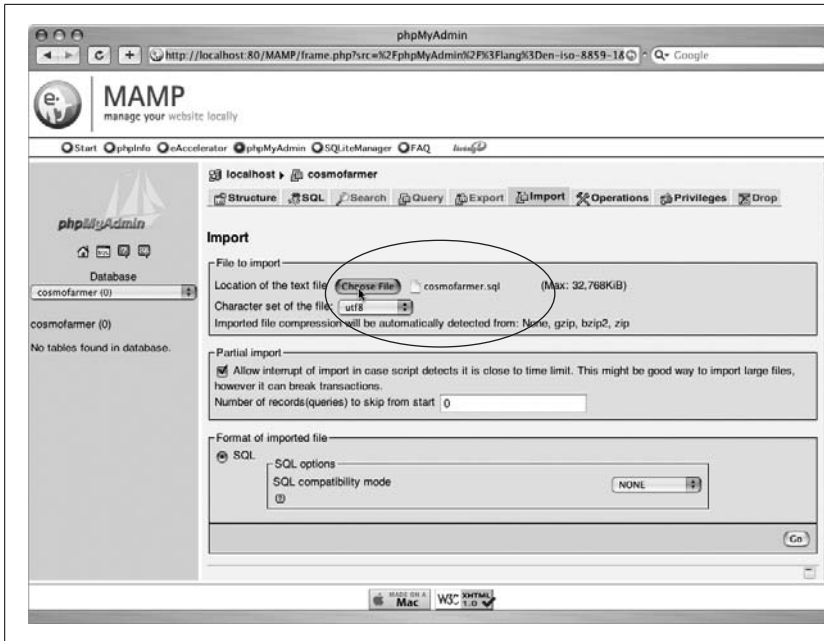 phpMyAdmin
http://localhost:80/MAMP/frame.php?src=%2FphpMyAdmin%2F%3Flang%3Den-iso-8859-1&
Google
MAMP
manage your website locally
Start phpInfo eAccelerator phpMyAdmin SQLiteManager FAQ
localhost cosmofarmer
Structure SQL Search Query Export Import Operations Privileges Drop
phpMyAdmin
Database
cosmofarmer (0)
cosmofarmer (0)
No tables found in database.
Import
File to import
Location of the text file Choose File cosmofarmer.sql (Max: 32,768KiB)
Character set of the file: utf8
Imported file compression will be automatically detected from: None, gzip, bzip2, zip
Partial import
Allow interrupt of import in case script detects it is close to time limit. This might be good way to import large files,
however it can break transactions.
Number of records(queries) to skip from start 0
Format of imported file
SQL
SQL options
SQL compatibility mode NONE
Go
MADE ON A
Mac
W3C XHTML
1.0